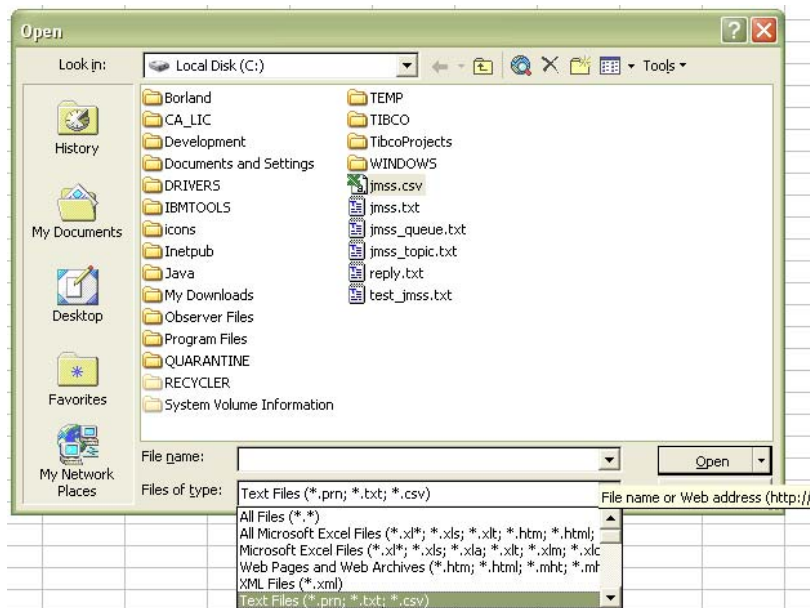 Open
Look in:
Local Disk (C:)
Tools
History
My Documents
Desktop
Favorites
My Network
Places
Borland
CA_LIC
Development
Documents and Settings
DRIVERS
IBMTOOLS
icons
Inetpub
Java
My Downloads
Observer Files
Program Files
QUARANTINE
RECYCLER
System Volume Information
TEMP
TIBCO
TibcoProjects
WINDOWS
jmss.csv
jmss.txt
jmss_queue.txt
jmss_topic.txt
reply.txt
test_jmss.txt
File name:
Open
Files of type:
Text Files (*.prn; *.txt; *.csv)
File name or Web address (http://
All Files (*.*)
All Microsoft Excel Files (*.xl*; *.xls; *.xlt; *.htm; *.html;
Microsoft Excel Files (*.xl*; *.xls; *.xla; *.xlt; *.xlm; *.xlc
Web Pages and Web Archives (*.htm; *.html; *.mht; *.mh
XML Files (*.xml)
Text Files (*.prn; *.txt; *.csv)